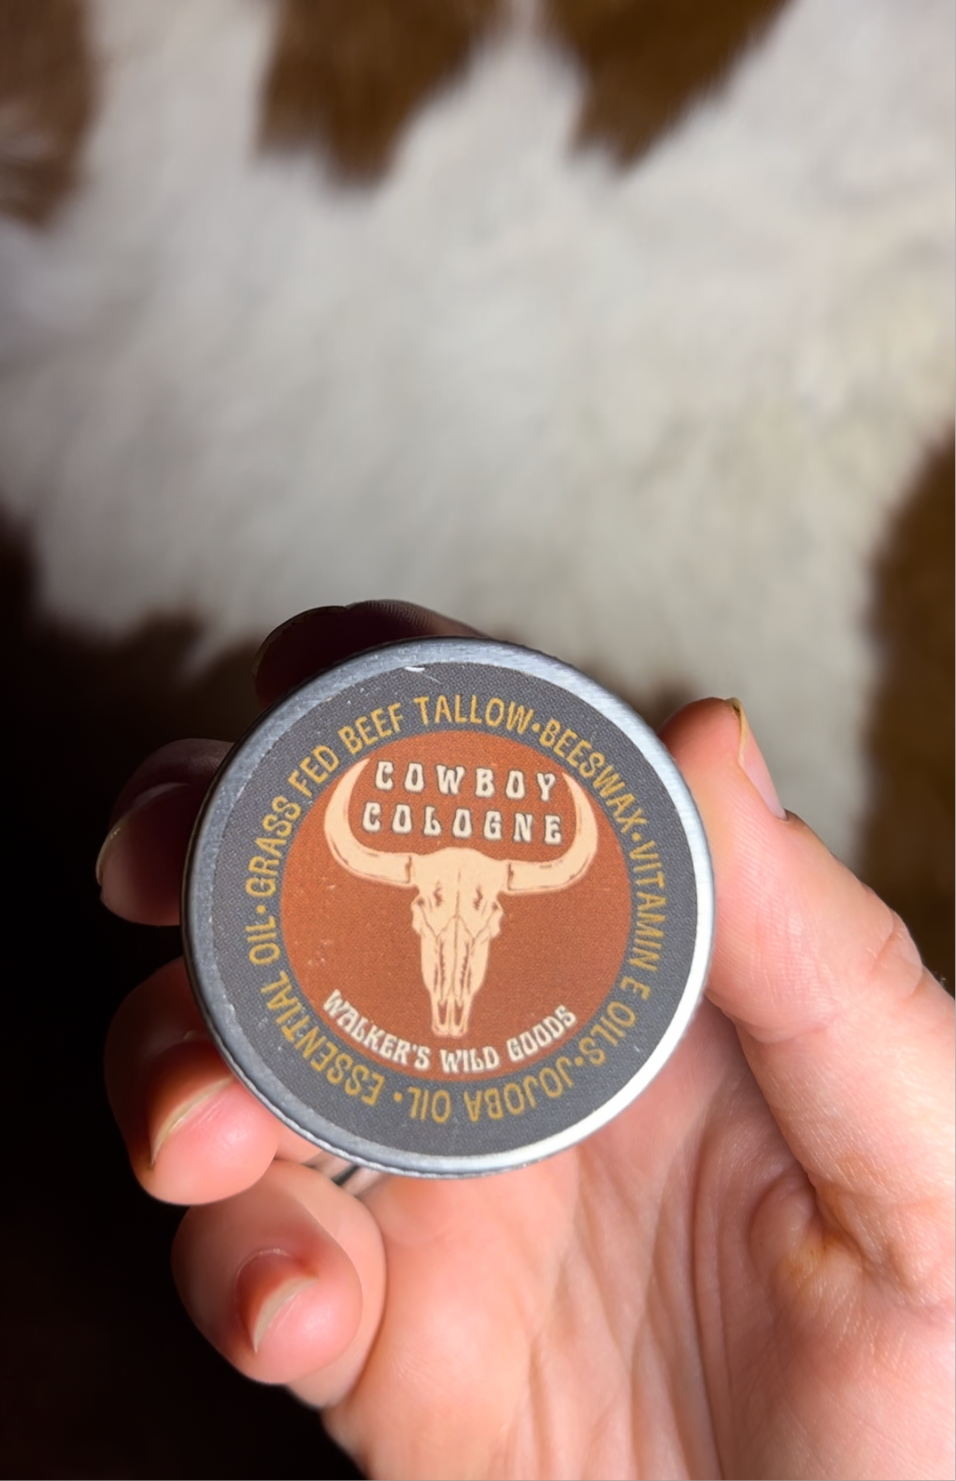 COWBOY
COLOGNE
WALKER'S WILD GOODS
GRASS FED BEEF TALLOW•BEESWAX•VITAMIN E OILS•JOJOBA OIL•ESSENTIAL OIL•